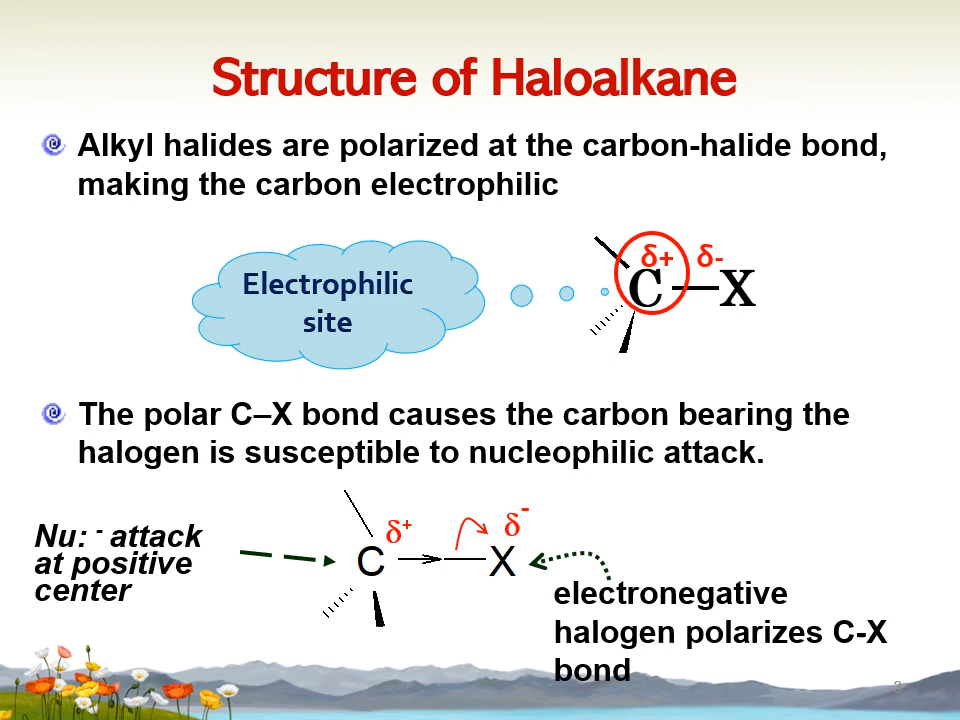 Structure of Haloalkane
Alkyl halides are polarized at the carbon-halide bond,
making the carbon electrophilic
Electrophilic
site
δ+ δ-
C X
The polar C–X bond causes the carbon bearing the
halogen is susceptible to nucleophilic attack.
Nu: - attack
at positive
center
δ+ δ-
C X
electronegative
halogen polarizes C-X
bond
3